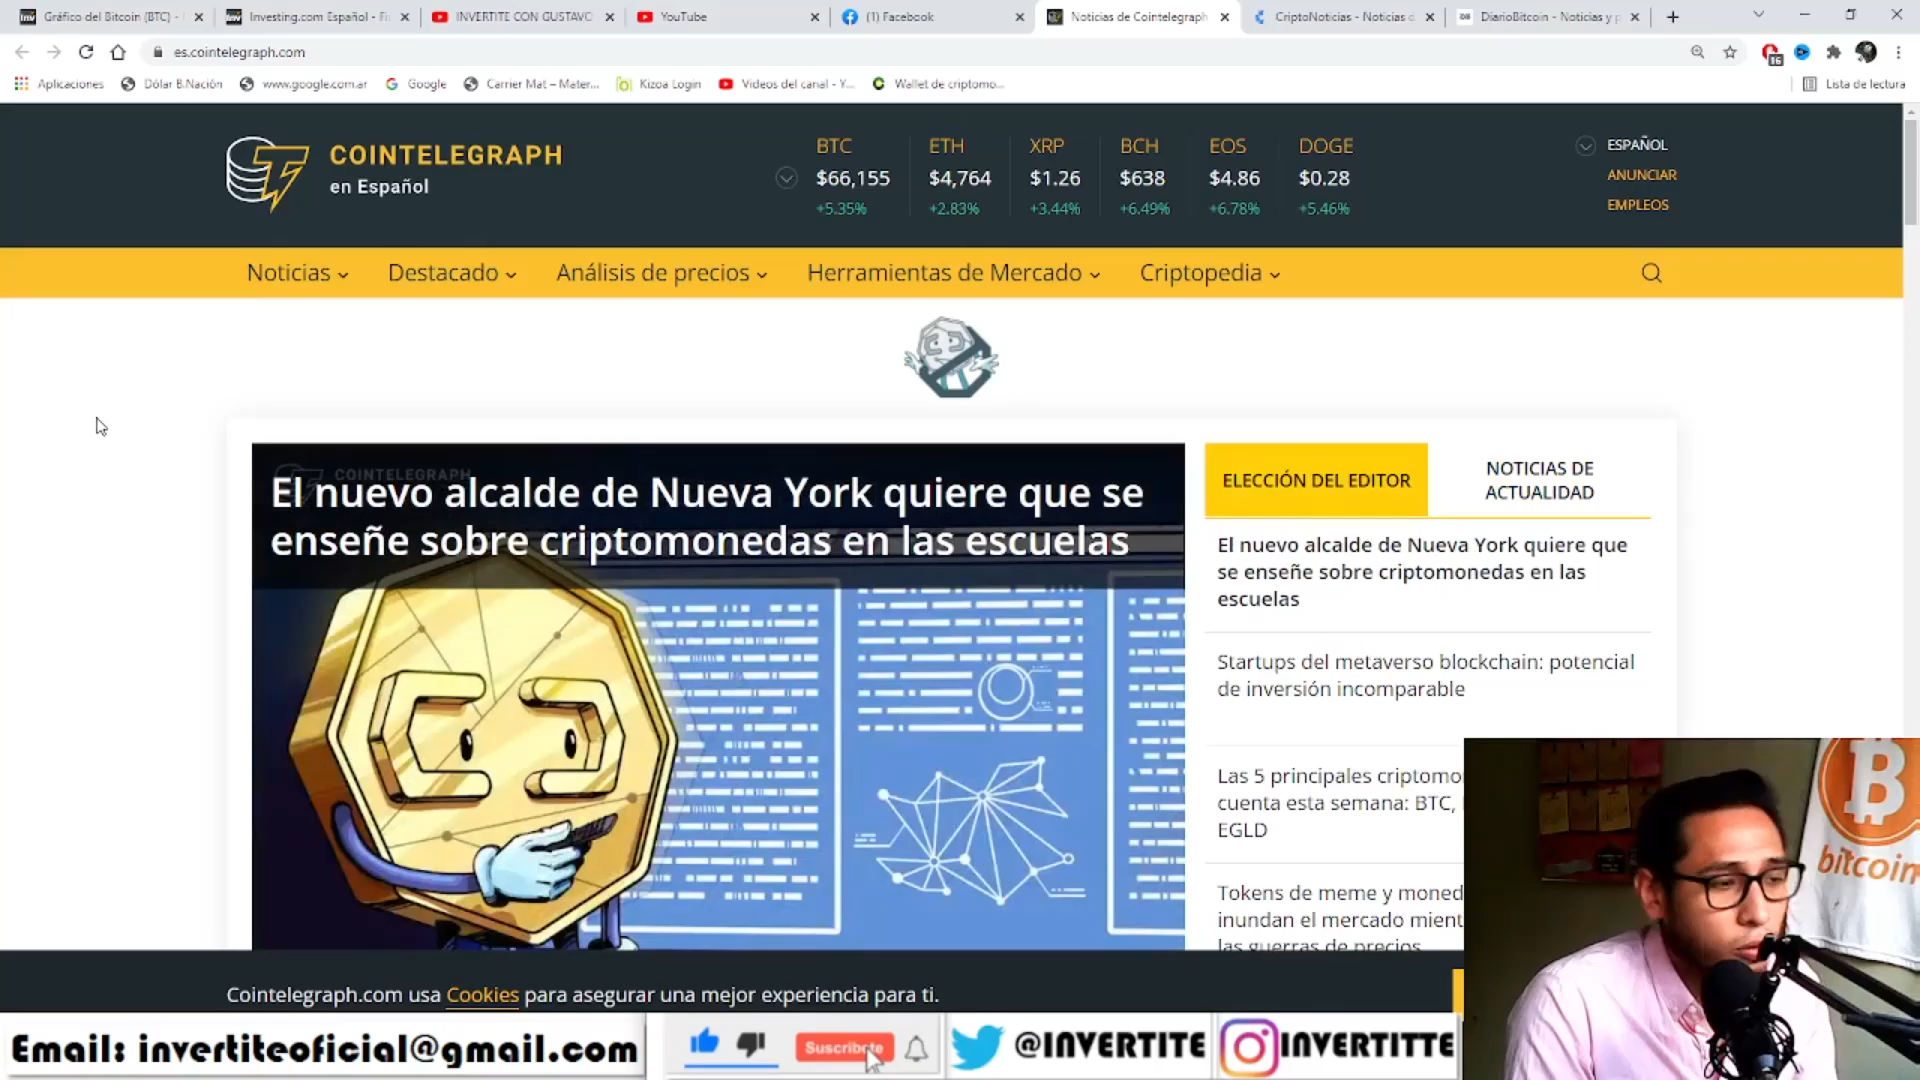 Gráfico del Bitcoin (BTC) -
Investing.com Español - Fi
INVERTITE CON GUSTAVO
YouTube
(1) Facebook
Noticias de Cointelegraph
CriptoNoticias - Noticias d
DiarioBitcoin - Noticias y p
es.cointelegraph.com
16
Aplicaciones
Dólar B.Nación
www.google.com.ar
Google
Carrier Mat – Mater...
Kizoa Login
Videos del canal - Y...
Wallet de criptomo...
Lista de lectura
COINTELEGRAPH
en Español
BTC
ETH
XRP
BCH
EOS
DOGE
$66,155
$4,764
$1.26
$638
$4.86
$0.28
+5.35%
+2.83%
+3.44%
+6.49%
+6.78%
+5.46%
ESPAÑOL
ANUNCIAR
EMPLEOS
Noticias
Destacado
Análisis de precios
Herramientas de Mercado
Criptopedia
COINTELEGRAPH
El nuevo alcalde de Nueva York quiere que se
enseñe sobre criptomonedas en las escuelas
ELECCIÓN DEL EDITOR
NOTICIAS DE
ACTUALIDAD
El nuevo alcalde de Nueva York quiere que
se enseñe sobre criptomonedas en las
escuelas
Startups del metaverso blockchain: potencial
de inversión incomparable
Las 5 principales criptomo
cuenta esta semana: BTC,
EGLD
Tokens de meme y moned
inundan el mercado mient
las guerras de precios
bitcoin
Cointelegraph.com usa Cookies para asegurar una mejor experiencia para ti.
Email: invertiteoficial@gmail.com
Suscribete
@INVERTITE
INVERTITTE